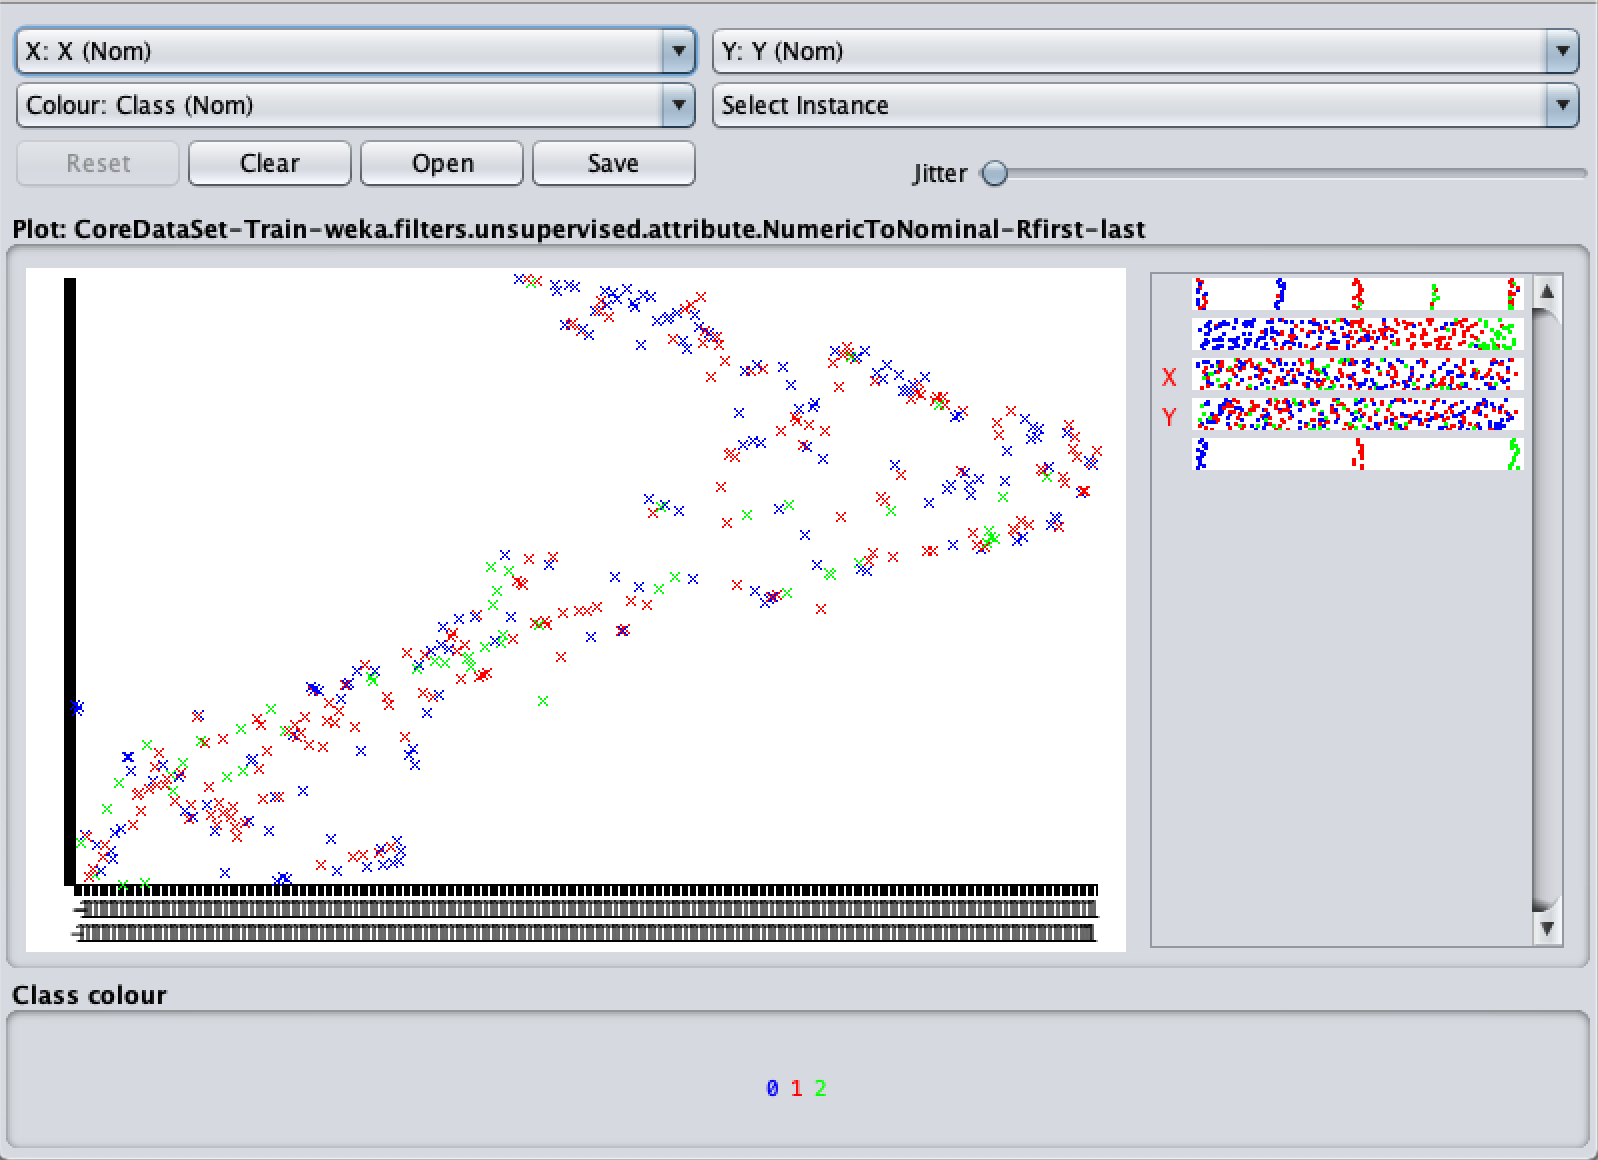 X: X (Nom)
Y: Y (Nom)
Colour: Class (Nom)
Select Instance
Reset
Clear
Open
Save
Jitter
Plot: CoreDataSet-Train-weka.filters.unsupervised.attribute.NumericToNominal-Rfirst-last
X
Y
Class colour
0 1 2